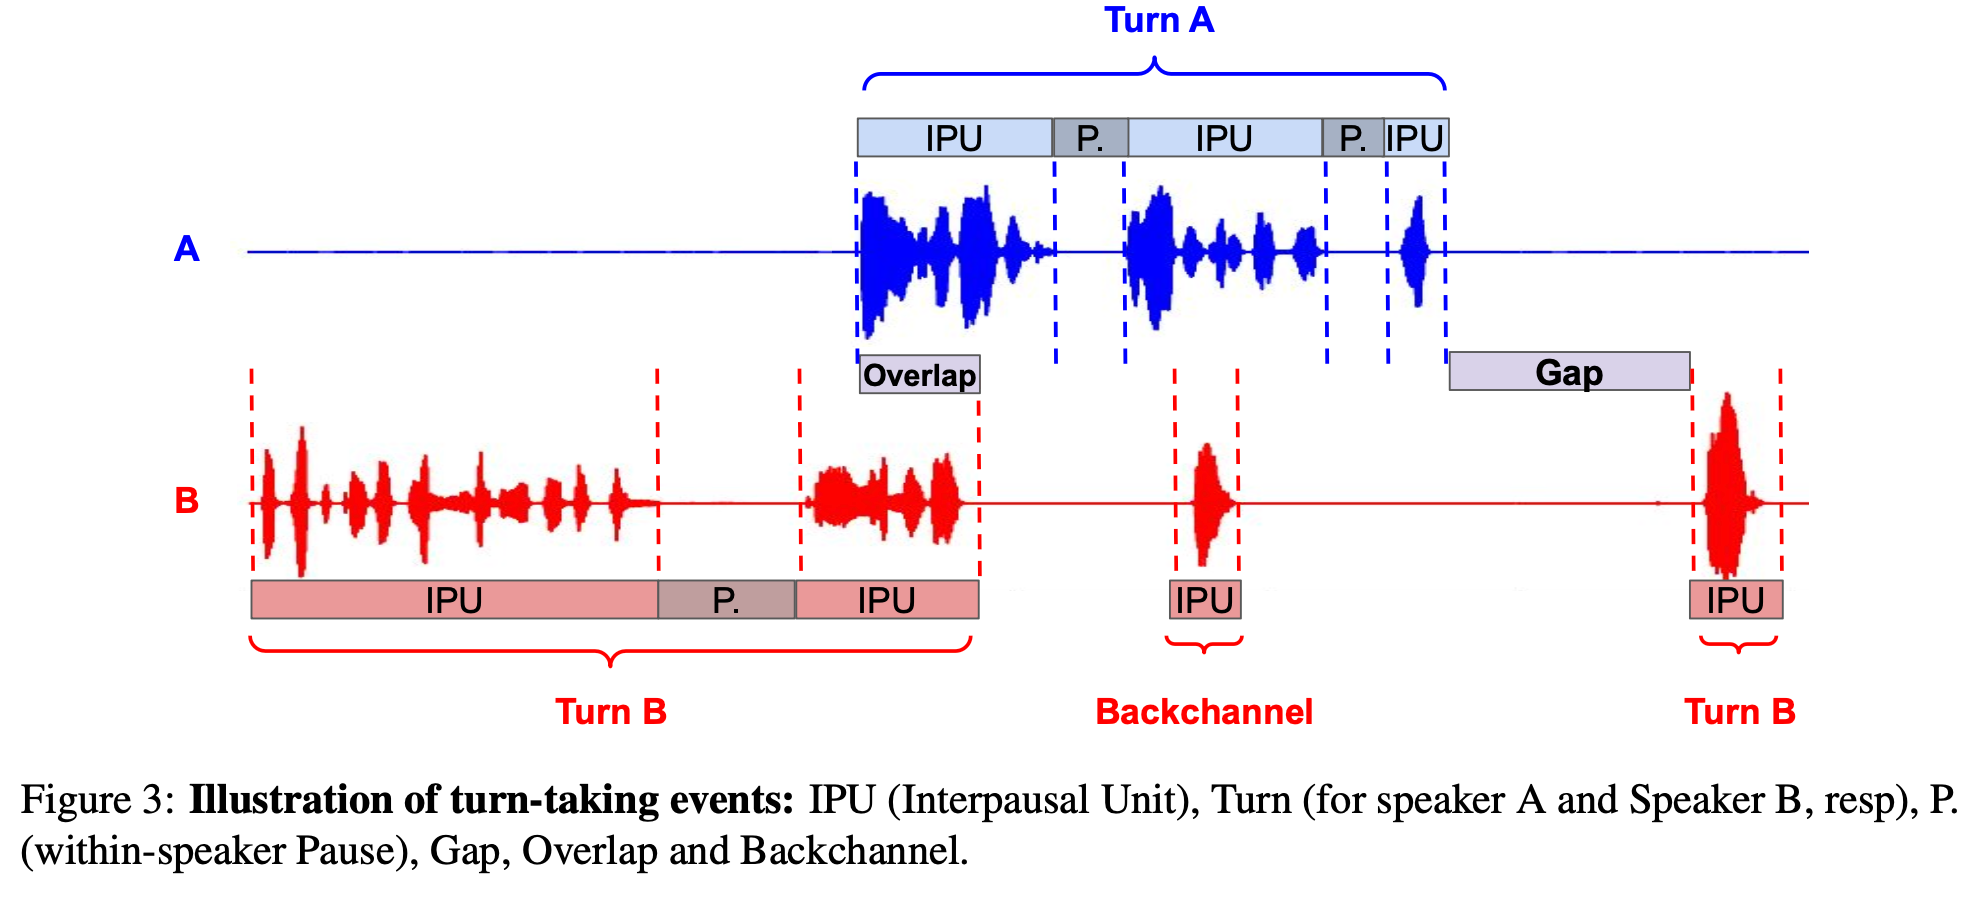 Turn A
IPU P. IPU P. IPU
A
Overlap
Gap
B
IPU P. IPU IPU IPU
Turn B Backchannel Turn B
Figure 3: Illustration of turn-taking events: IPU (Interpausal Unit), Turn (for speaker A and Speaker B, resp), P.
(within-speaker Pause), Gap, Overlap and Backchannel.